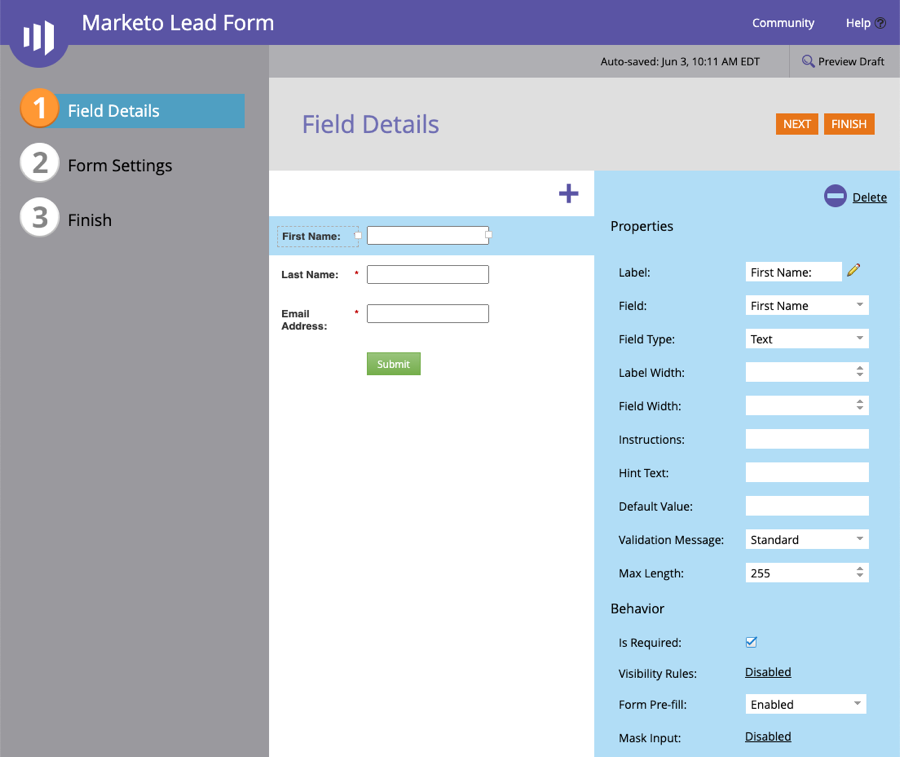 Marketo Lead Form
Community
Help ?
Auto-saved: Jun 3, 10:11 AM EDT
Preview Draft
1 Field Details
2 Form Settings
3 Finish
Field Details
NEXT
FINISH
First Name:
Last Name: *
Email Address: *
Submit
Delete
Properties
Label: First Name:
Field: First Name
Field Type: Text
Label Width:
Field Width:
Instructions:
Hint Text:
Default Value:
Validation Message: Standard
Max Length: 255
Behavior
Is Required:
Visibility Rules: Disabled
Form Pre-fill: Enabled
Mask Input: Disabled